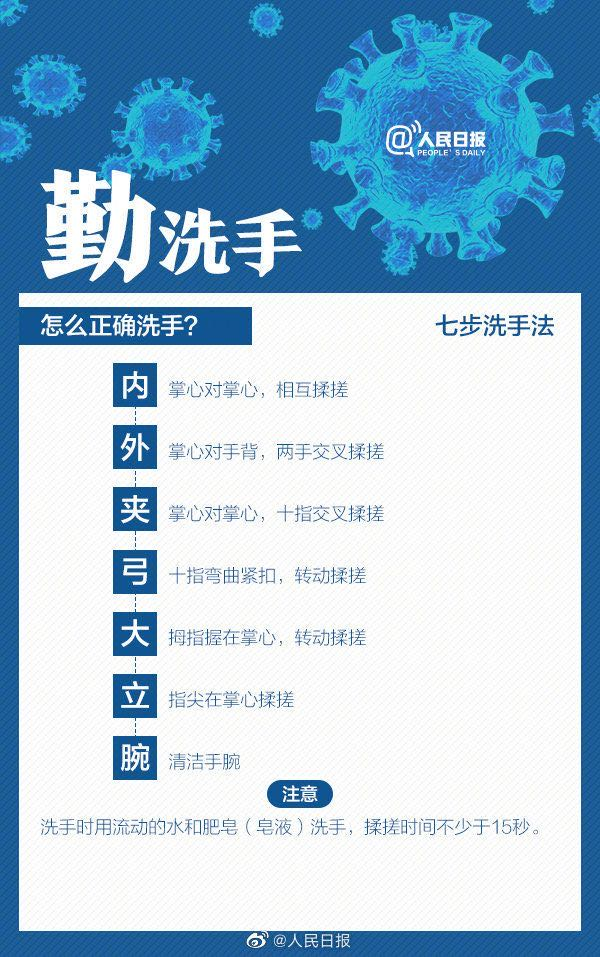 @人民日报
PEOPLE'S DAILY
勤洗手
怎么正确洗手?
七步洗手法
内 掌心对掌心，相互揉搓
外 掌心对手背，两手交叉揉搓
夹 掌心对掌心，十指交叉揉搓
弓 十指弯曲紧扣，转动揉搓
大 拇指握在掌心，转动揉搓
立 指尖在掌心揉搓
腕 清洁手腕
注意
洗手时用流动的水和肥皂（皂液）洗手，揉搓时间不少于15秒。
@人民日报